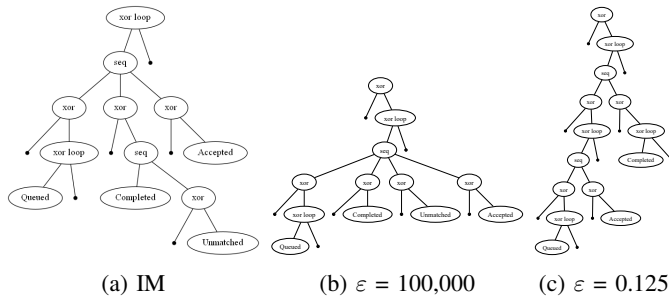 xor loop
seq
xor xor xor
xor loop seq Accepted
Queued Completed xor
Unmatched
(a) IM
xor
xor loop
seq
xor xor xor xor
xor loop Completed Unmatched Accepted
Queued
(b) ε = 100,000
xor
xor loop
seq
xor xor
xor loop xor loop
seq Completed
xor xor
xor loop Accepted
Queued
(c) ε = 0.125